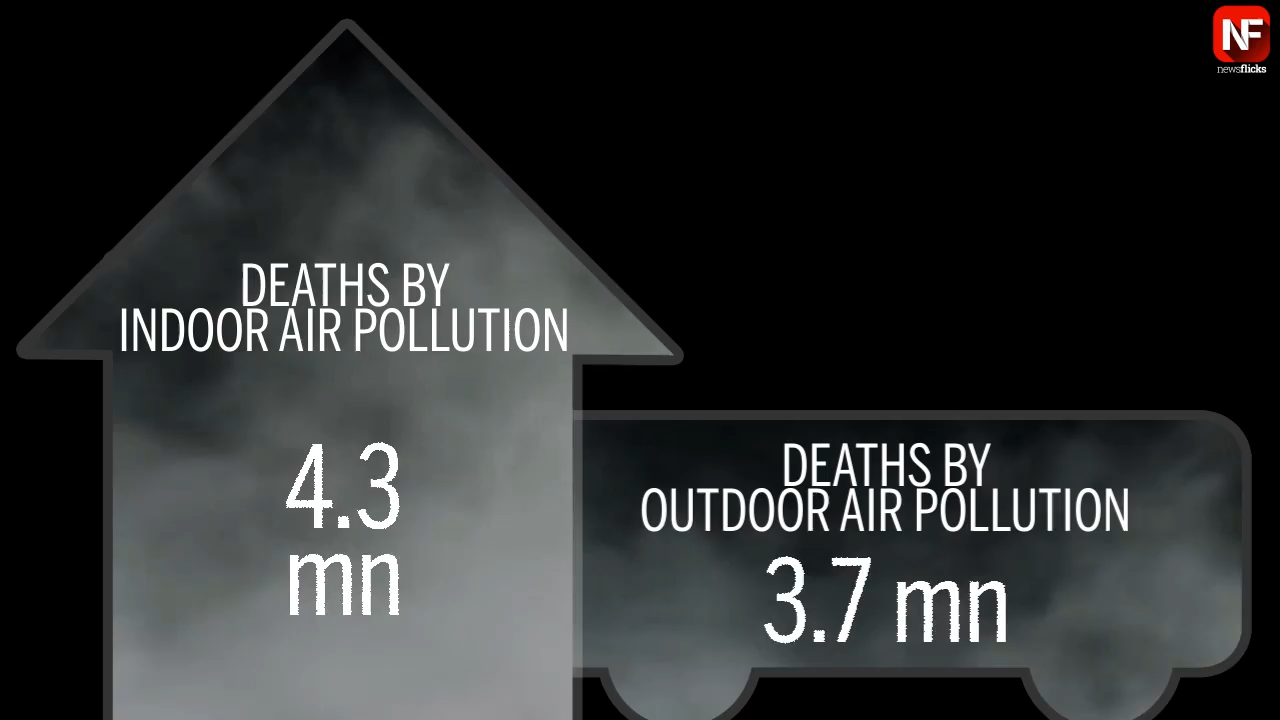 NF
newsflicks
DEATHS BY
INDOOR AIR POLLUTION
4.3
mn
DEATHS BY
OUTDOOR AIR POLLUTION
3.7 mn